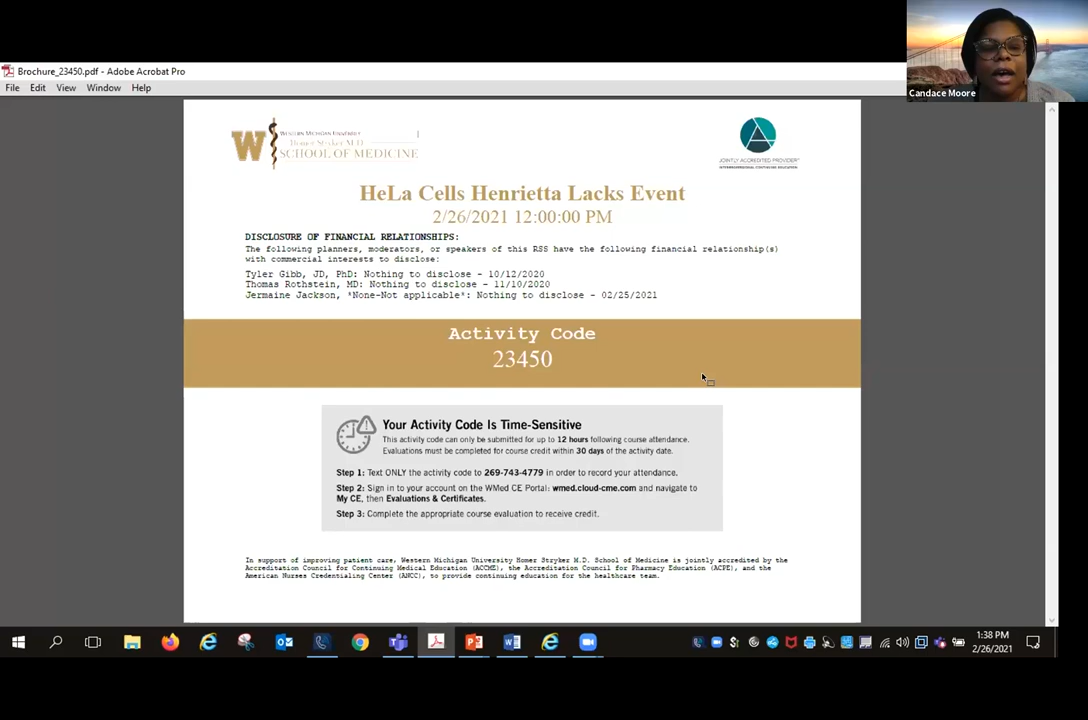 Brochure_23450.pdf - Adobe Acrobat Pro
File Edit View Window Help
Candace Moore
W
WESTERN MICHIGAN UNIVERSITY
Homer Stryker M.D.
SCHOOL OF MEDICINE
JOINTLY ACCREDITED PROVIDER™
INTERPROFESSIONAL CONTINUING EDUCATION
HeLa Cells Henrietta Lacks Event
2/26/2021 12:00:00 PM
DISCLOSURE OF FINANCIAL RELATIONSHIPS:
The following planners, moderators, or speakers of this RSS have the following financial relationship(s)
with commercial interests to disclose:
Tyler Gibb, JD, PhD: Nothing to disclose - 10/12/2020
Thomas Rothstein, MD: Nothing to disclose - 11/10/2020
Jermaine Jackson, *None-Not applicable*: Nothing to disclose - 02/25/2021
Activity Code
23450
Your Activity Code Is Time-Sensitive
This activity code can only be submitted for up to 12 hours following course attendance.
Evaluations must be completed for course credit within 30 days of the activity date.
Step 1: Text ONLY the activity code to 269-743-4779 in order to record your attendance.
Step 2: Sign in to your account on the WMed CE Portal: wmed.cloud-cme.com and navigate to
My CE, then Evaluations & Certificates.
Step 3: Complete the appropriate course evaluation to receive credit.
In support of improving patient care, Western Michigan University Homer Stryker M.D. School of Medicine is jointly accredited by the
Accreditation Council for Continuing Medical Education (ACCME), the Accreditation Council for Pharmacy Education (ACPE), and the
American Nurses Credentialing Center (ANCC), to provide continuing education for the healthcare team.
1:38 PM
2/26/2021